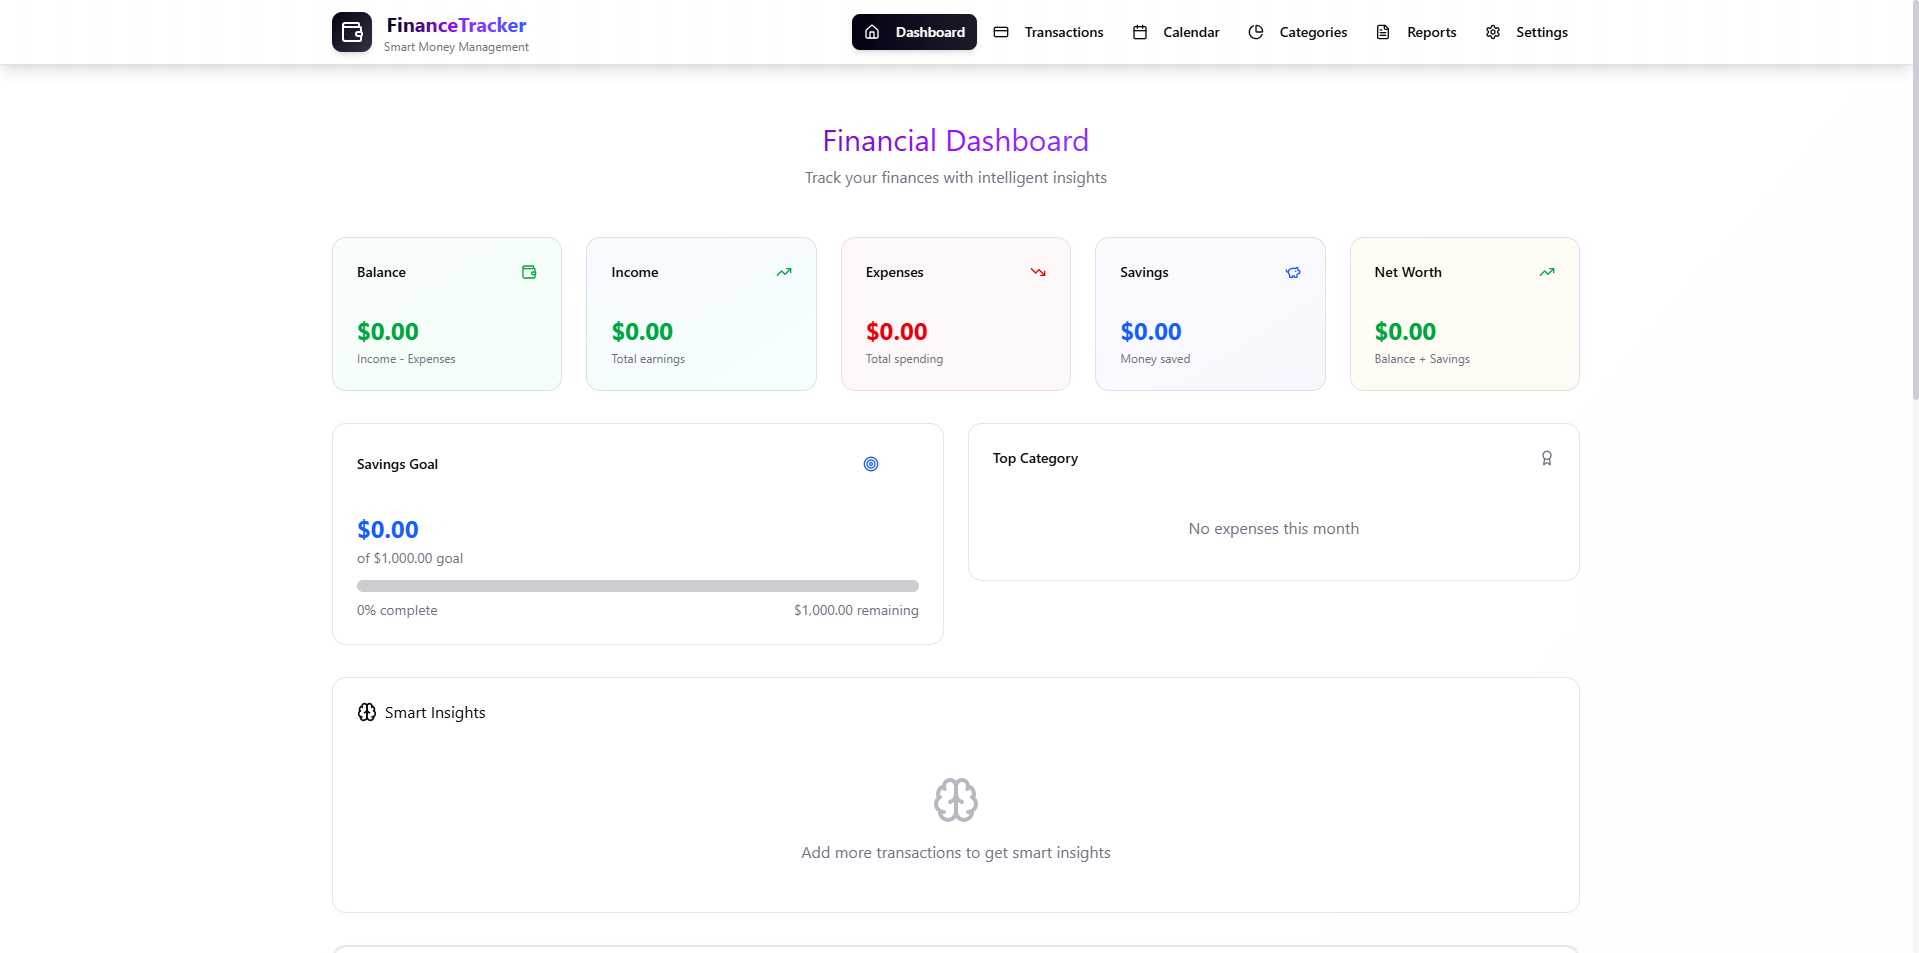 FinanceTracker
Smart Money Management
Dashboard
Transactions
Calendar
Categories
Reports
Settings
Financial Dashboard
Track your finances with intelligent insights
Balance
$0.00
Income - Expenses
Income
$0.00
Total earnings
Expenses
$0.00
Total spending
Savings
$0.00
Money saved
Net Worth
$0.00
Balance + Savings
Savings Goal
$0.00
of $1,000.00 goal
0% complete
$1,000.00 remaining
Top Category
No expenses this month
Smart Insights
Add more transactions to get smart insights